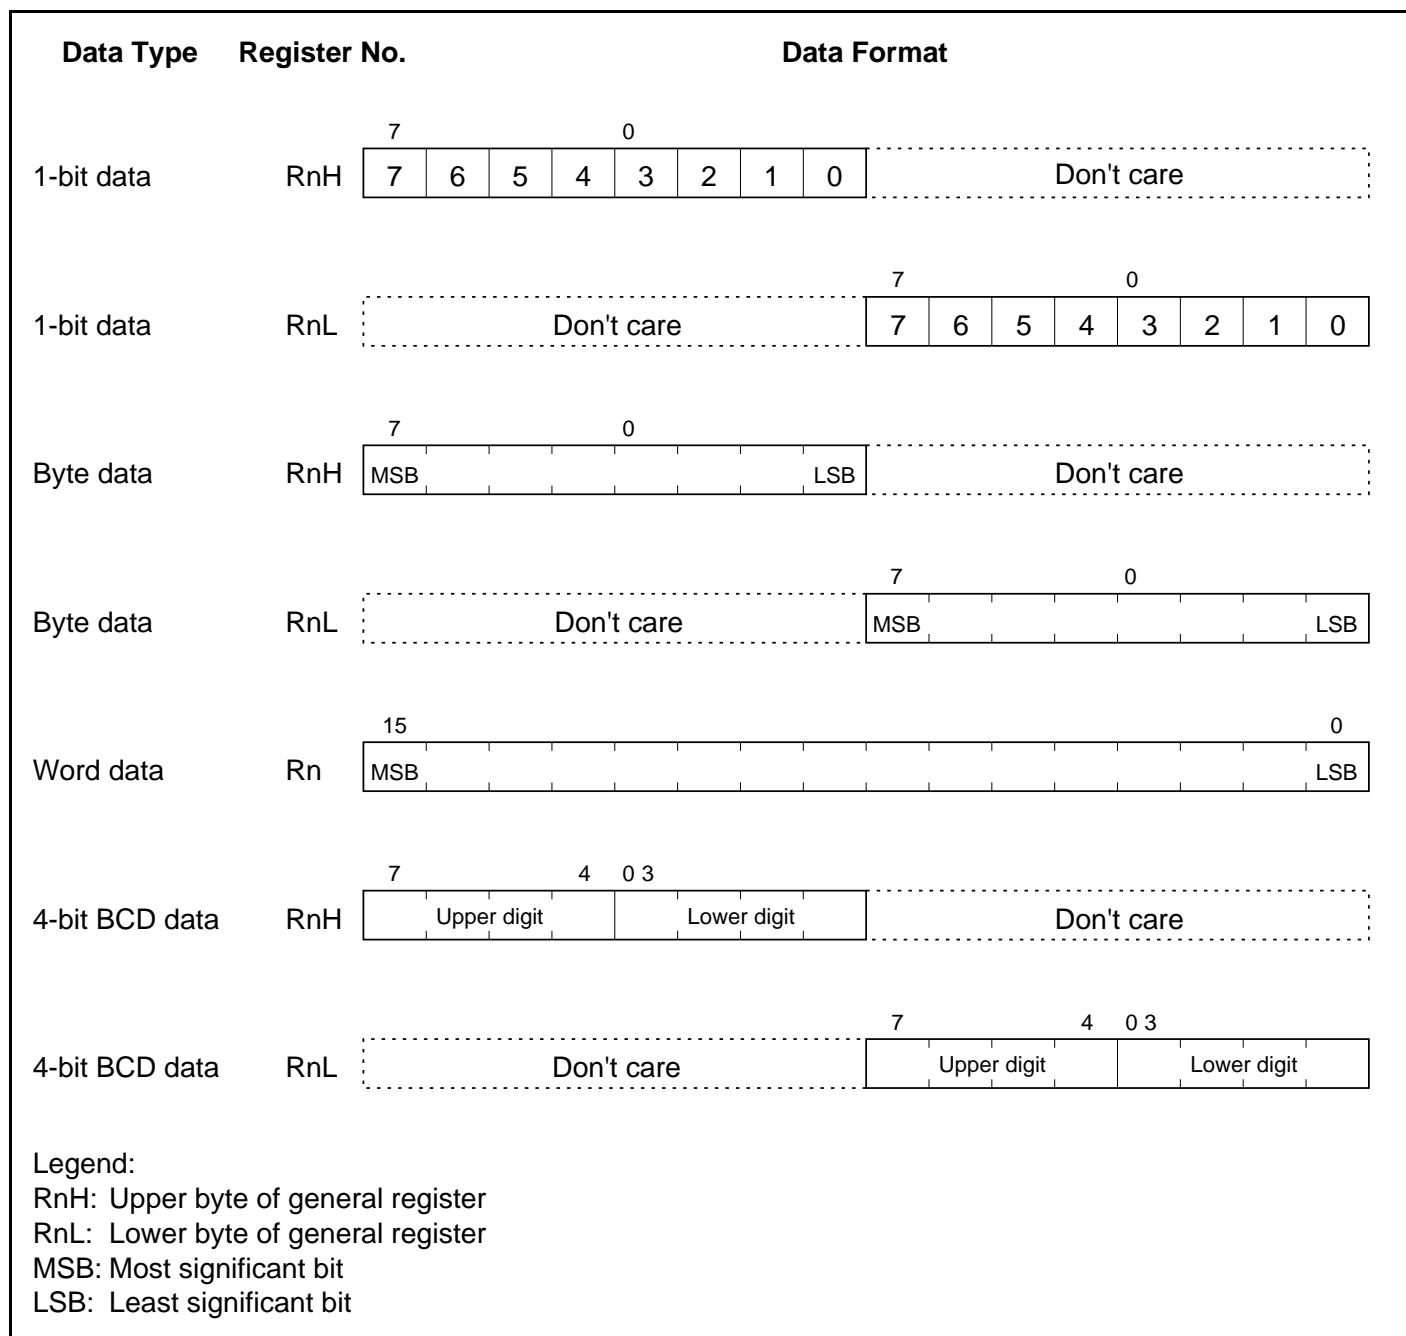 Data Type Register No. Data Format
7 0
1-bit data RnH 7 6 5 4 3 2 1 0 Don't care
7 0
1-bit data RnL Don't care 7 6 5 4 3 2 1 0
7 0
Byte data RnH MSB LSB Don't care
7 0
Byte data RnL Don't care MSB LSB
15 0
Word data Rn MSB LSB
7 4 0 3
4-bit BCD data RnH Upper digit Lower digit Don't care
7 4 0 3
4-bit BCD data RnL Don't care Upper digit Lower digit
Legend:
RnH: Upper byte of general register
RnL: Lower byte of general register
MSB: Most significant bit
LSB: Least significant bit